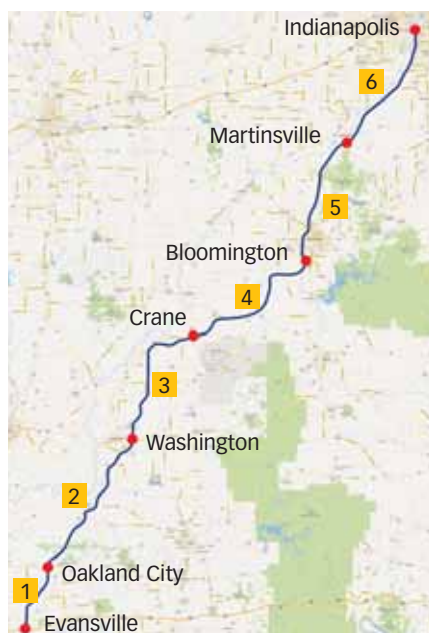 Indianapolis
6
Martinsville
5
Bloomington
4
Crane
3
Washington
2
Oakland City
1
Evansville